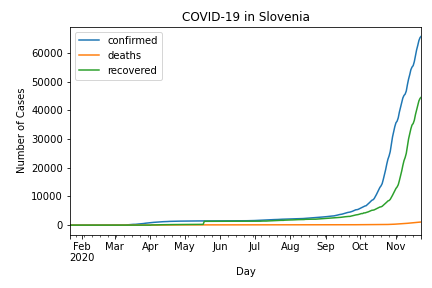 COVID-19 in Slovenia
confirmed
deaths
recovered
Number of Cases
60000
50000
40000
30000
20000
10000
0
Feb Mar Apr May Jun Jul Aug Sep Oct Nov
2020
Day